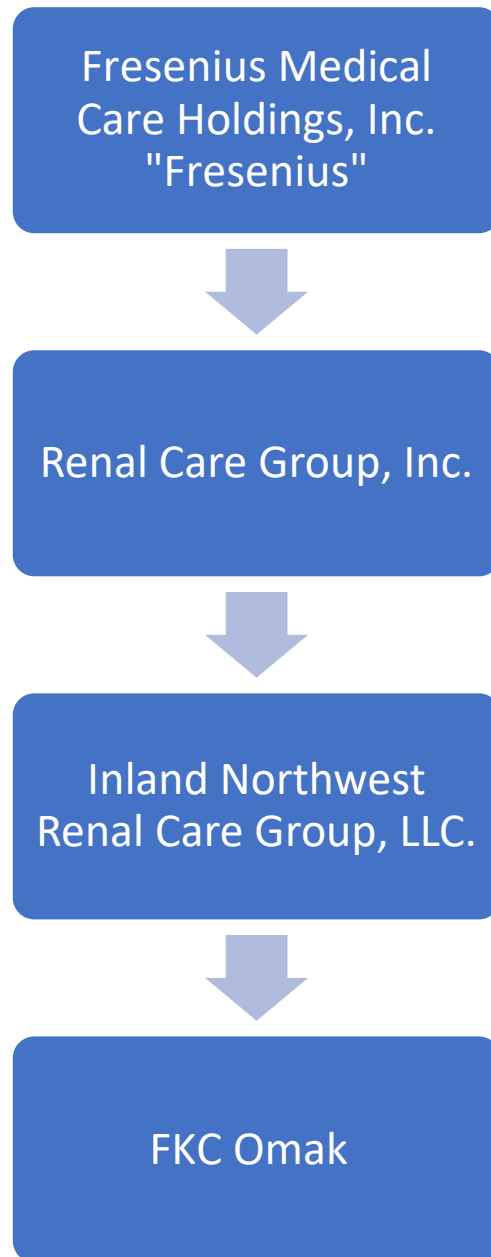 Fresenius Medical
Care Holdings, Inc.
"Fresenius"
Renal Care Group, Inc.
Inland Northwest
Renal Care Group, LLC.
FKC Omak